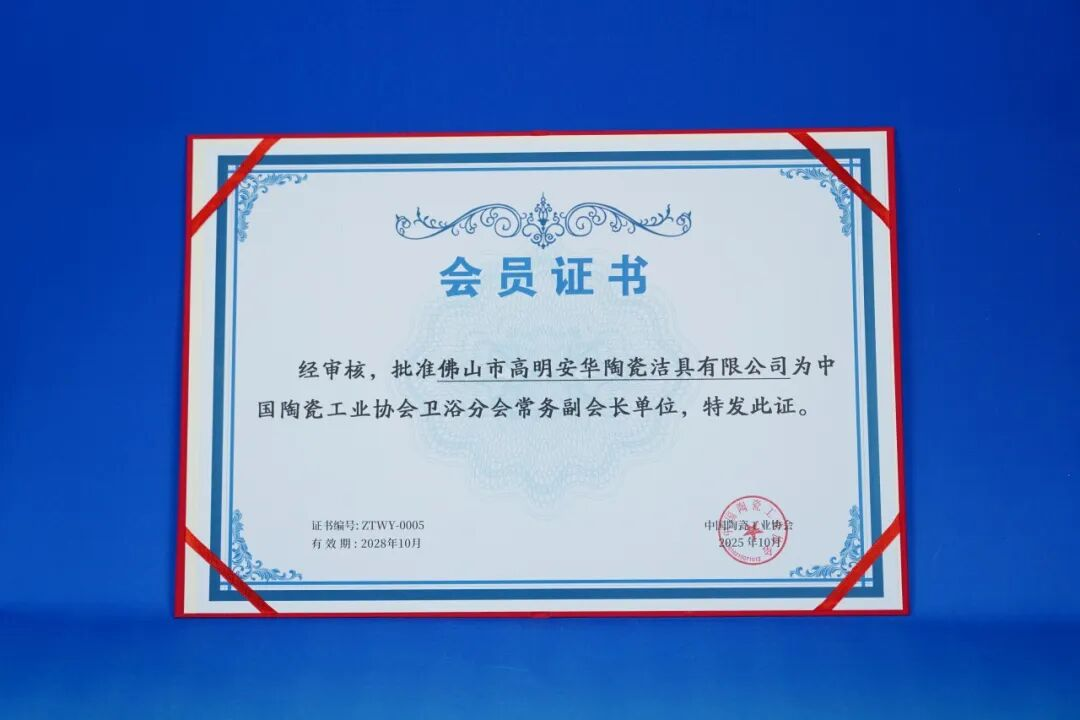 会员证书
经审核，批准佛山市高明安华陶瓷洁具有限公司为中
国陶瓷工业协会卫浴分会常务副会长单位，特发此证。
证书编号: ZTWY-0005
有 效 期 : 2028年10月
中国陶瓷工业协会
2025 年10月